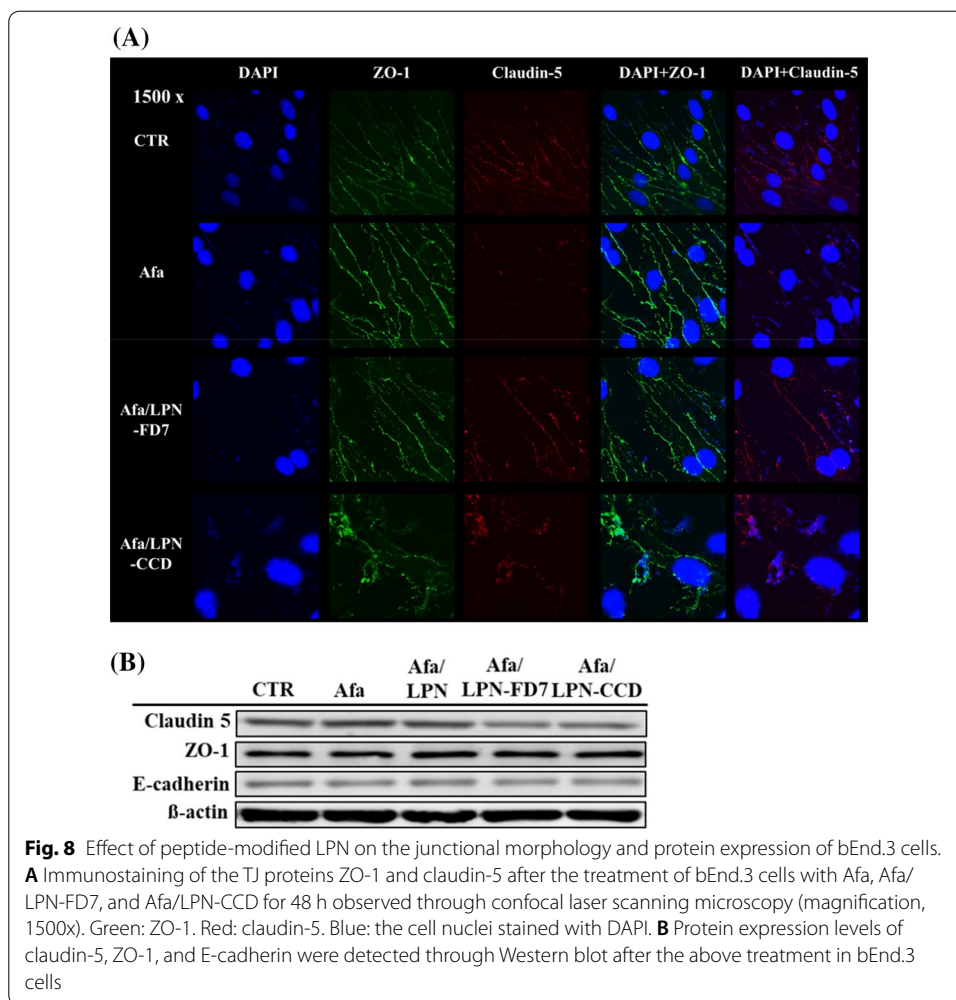 (A)
DAPI ZO-1 Claudin-5 DAPI+ZO-1 DAPI+Claudin-5
1500 x
CTR
Afa
Afa/LPN
-FD7
Afa/LPN
-CCD
(B)
Afa/ Afa/ Afa/
CTR Afa LPN LPN-FD7 LPN-CCD
Claudin 5
ZO-1
E-cadherin
ß-actin
Fig. 8 Effect of peptide-modified LPN on the junctional morphology and protein expression of bEnd.3 cells.
A Immunostaining of the TJ proteins ZO-1 and claudin-5 after the treatment of bEnd.3 cells with Afa, Afa/
LPN-FD7, and Afa/LPN-CCD for 48 h observed through confocal laser scanning microscopy (magnification,
1500x). Green: ZO-1. Red: claudin-5. Blue: the cell nuclei stained with DAPI. B Protein expression levels of
claudin-5, ZO-1, and E-cadherin were detected through Western blot after the above treatment in bEnd.3
cells